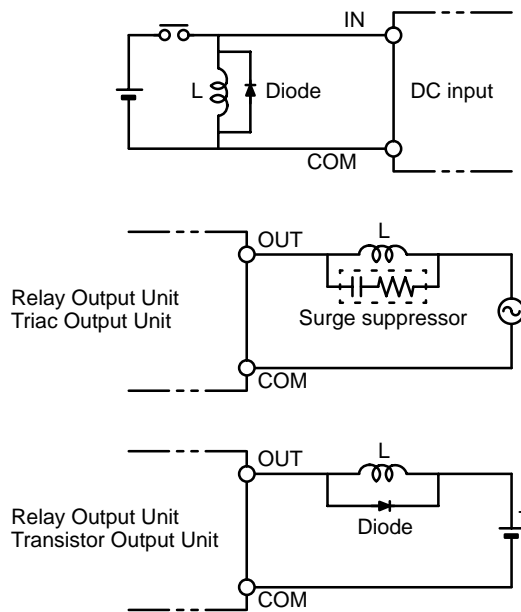 IN
L
Diode
DC input
COM
OUT
L
Relay Output Unit
Triac Output Unit
Surge suppressor
COM
OUT
L
Relay Output Unit
Transistor Output Unit
Diode
COM